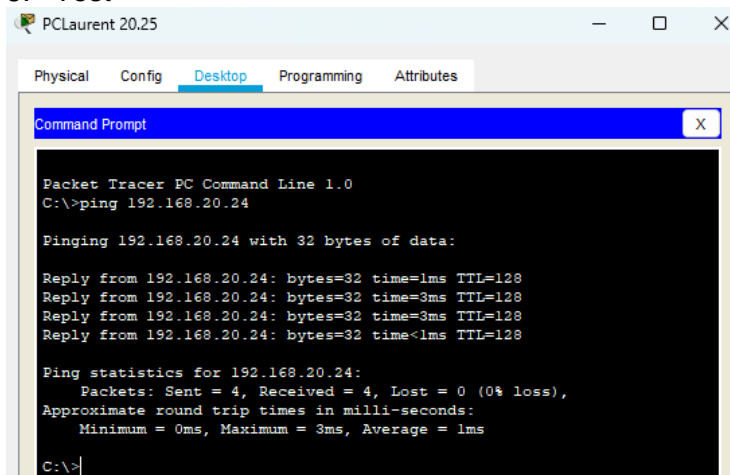 PCLaurent 20.25
Physical Config Desktop Programming Attributes
Command Prompt
X
Packet Tracer PC Command Line 1.0
C:\>ping 192.168.20.24
Pinging 192.168.20.24 with 32 bytes of data:
Reply from 192.168.20.24: bytes=32 time=1ms TTL=128
Reply from 192.168.20.24: bytes=32 time=3ms TTL=128
Reply from 192.168.20.24: bytes=32 time=3ms TTL=128
Reply from 192.168.20.24: bytes=32 time<1ms TTL=128
Ping statistics for 192.168.20.24:
Packets: Sent = 4, Received = 4, Lost = 0 (0% loss),
Approximate round trip times in milli-seconds:
Minimum = 0ms, Maximum = 3ms, Average = 1ms
C:\>